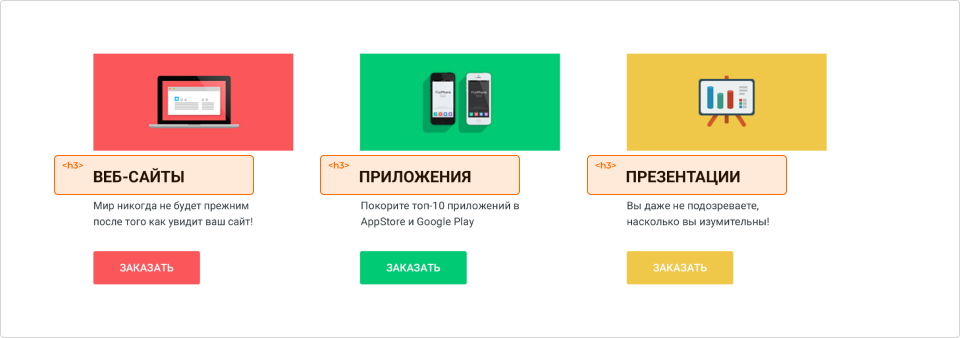 <h3>
ВЕБ-САЙТЫ
Мир никогда не будет прежним
после того как увидит ваш сайт!
ЗАКАЗАТЬ
<h3>
ПРИЛОЖЕНИЯ
Покорите топ-10 приложений в
AppStore и Google Play
ЗАКАЗАТЬ
<h3>
ПРЕЗЕНТАЦИИ
Вы даже не подозреваете,
насколько вы изумительны!
ЗАКАЗАТЬ